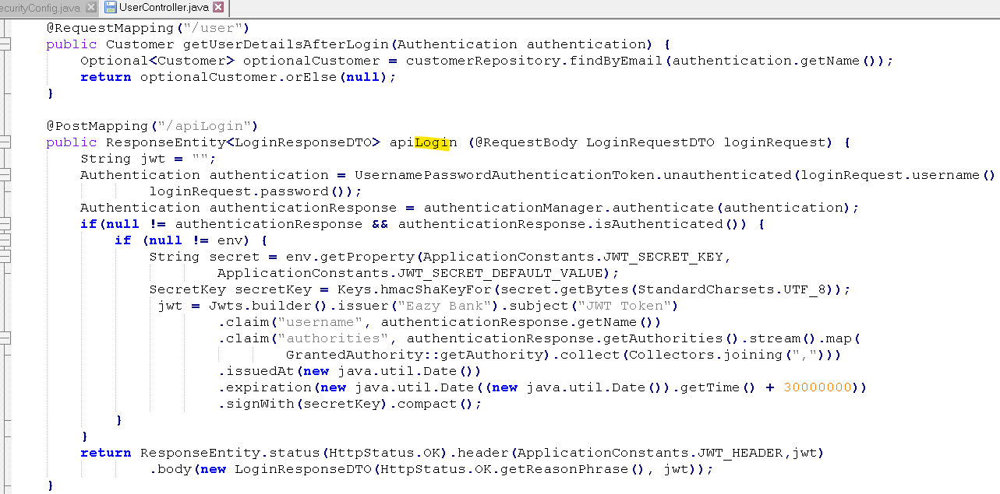 ecurityConfig.java UserController.java
@RequestMapping("/user")
public Customer getUserDetailsAfterLogin(Authentication authentication) {
Optional<Customer> optionalCustomer = customerRepository.findByEmail(authentication.getName());
return optionalCustomer.orElse(null);
}
@PostMapping("/apiLogin")
public ResponseEntity<LoginResponseDTO> apiLogin (@RequestBody LoginRequestDTO loginRequest) {
String jwt = "";
Authentication authentication = UsernamePasswordAuthenticationToken.unauthenticated(loginRequest.username()
loginRequest.password());
Authentication authenticationResponse = authenticationManager.authenticate(authentication);
if(null != authenticationResponse && authenticationResponse.isAuthenticated()) {
if (null != env) {
String secret = env.getProperty(ApplicationConstants.JWT_SECRET_KEY,
ApplicationConstants.JWT_SECRET_DEFAULT_VALUE);
SecretKey secretKey = Keys.hmacShaKeyFor(secret.getBytes(StandardCharsets.UTF_8));
jwt = Jwts.builder().issuer("Eazy Bank").subject("JWT Token")
.claim("username", authenticationResponse.getName())
.claim("authorities", authenticationResponse.getAuthorities().stream().map(
GrantedAuthority::getAuthority).collect(Collectors.joining(",")))
.issuedAt(new java.util.Date())
.expiration(new java.util.Date((new java.util.Date()).getTime() + 30000000))
.signWith(secretKey).compact();
}
}
return ResponseEntity.status(HttpStatus.OK).header(ApplicationConstants.JWT_HEADER,jwt)
.body(new LoginResponseDTO(HttpStatus.OK.getReasonPhrase(), jwt));
}